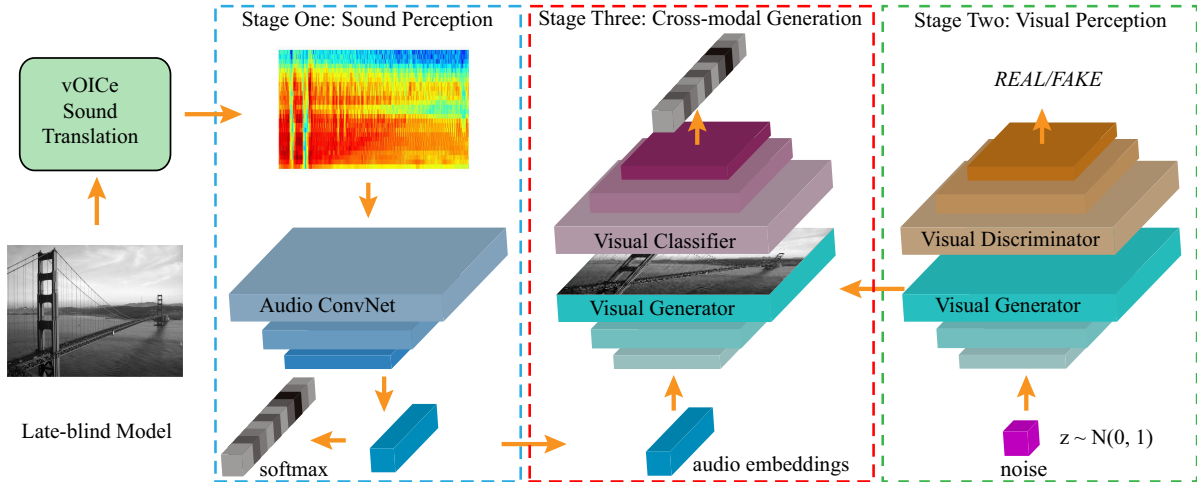 Stage One: Sound Perception
Stage Three: Cross-modal Generation
Stage Two: Visual Perception
vOICe
Sound
Translation
REAL/FAKE
Visual Classifier
Visual Discriminator
Audio ConvNet
Visual Generator
Visual Generator
Late-blind Model
softmax
audio embeddings
z ~ N(0, 1)
noise